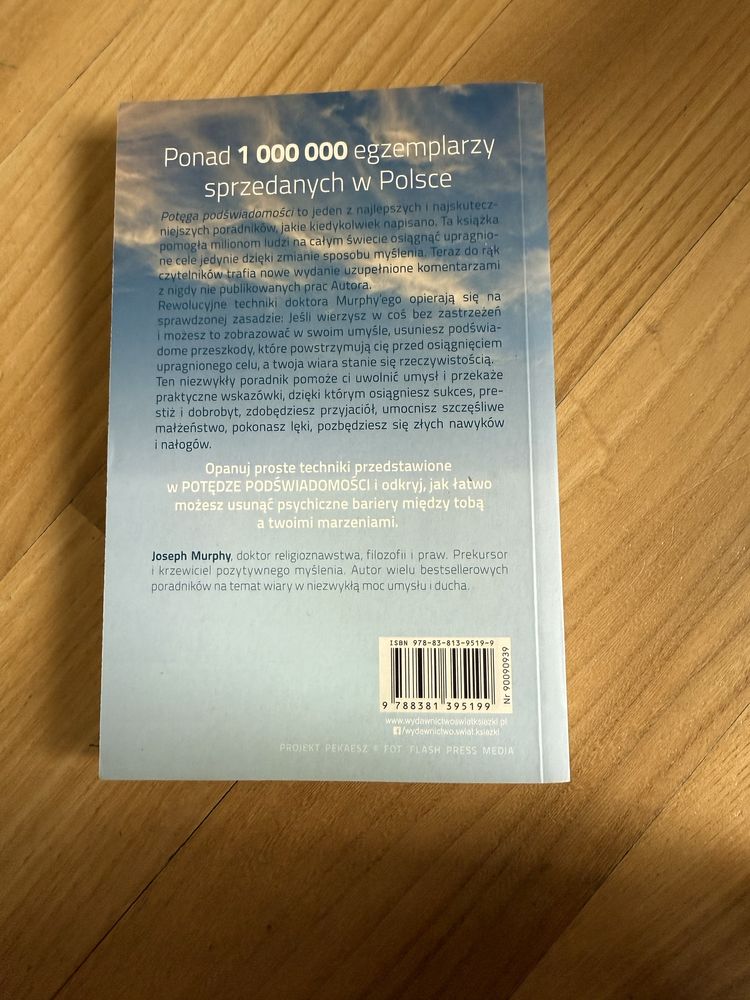 Ponad 1 000 000 egzemplarzy
sprzedanych w Polsce
Potęga podświadomości to jeden z najlepszych i najskutecz-
niejszych poradników, jakie kiedykolwiek napisano. Ta książka
pomogła milionom ludzi na całym świecie osiągnąć upragnio-
ne cele jedynie dzięki zmianie sposobu myślenia. Teraz do rąk
czytelników trafia nowe wydanie uzupełnione komentarzami
z nigdy nie publikowanych prac Autora.
Rewolucyjne techniki doktora Murphy'ego opierają się na
sprawdzonej zasadzie: Jeśli wierzysz w coś bez zastrzeżeń
i możesz to zobrazować w swoim umyśle, usuniesz podświa-
dome przeszkody, które powstrzymują cię przed osiągnięciem
upragnionego celu, a twoja wiara stanie się rzeczywistością.
Ten niezwykły poradnik pomoże ci uwolnić umysł i przekaże
praktyczne wskazówki, dzięki którym osiągniesz sukces, pre-
stiż i dobrobyt, zdobędziesz przyjaciół, umocnisz szczęśliwe
małżeństwo, pokonasz lęki, pozbędziesz się złych nawyków
i nałogów.
Opanuj proste techniki przedstawione
w POTĘDZE PODŚWIADOMOŚCI i odkryj, jak łatwo
możesz usunąć psychiczne bariery między tobą
a twoimi marzeniami.
Joseph Murphy, doktor religioznawstwa, filozofii i praw. Prekursor
i krzewiciel pozytywnego myślenia. Autor wielu bestsellerowych
poradników na temat wiary w niezwykłą moc umysłu i ducha.
ISBN 978-83-813-9519-9
9 788381 395199
Nr 90090939
www.wydawnictwoswiatksiazki.pl
/wydawnictwo.swiat.ksiazki
PROJEKT PEKAESZ © FOT. FLASH PRESS MEDIA